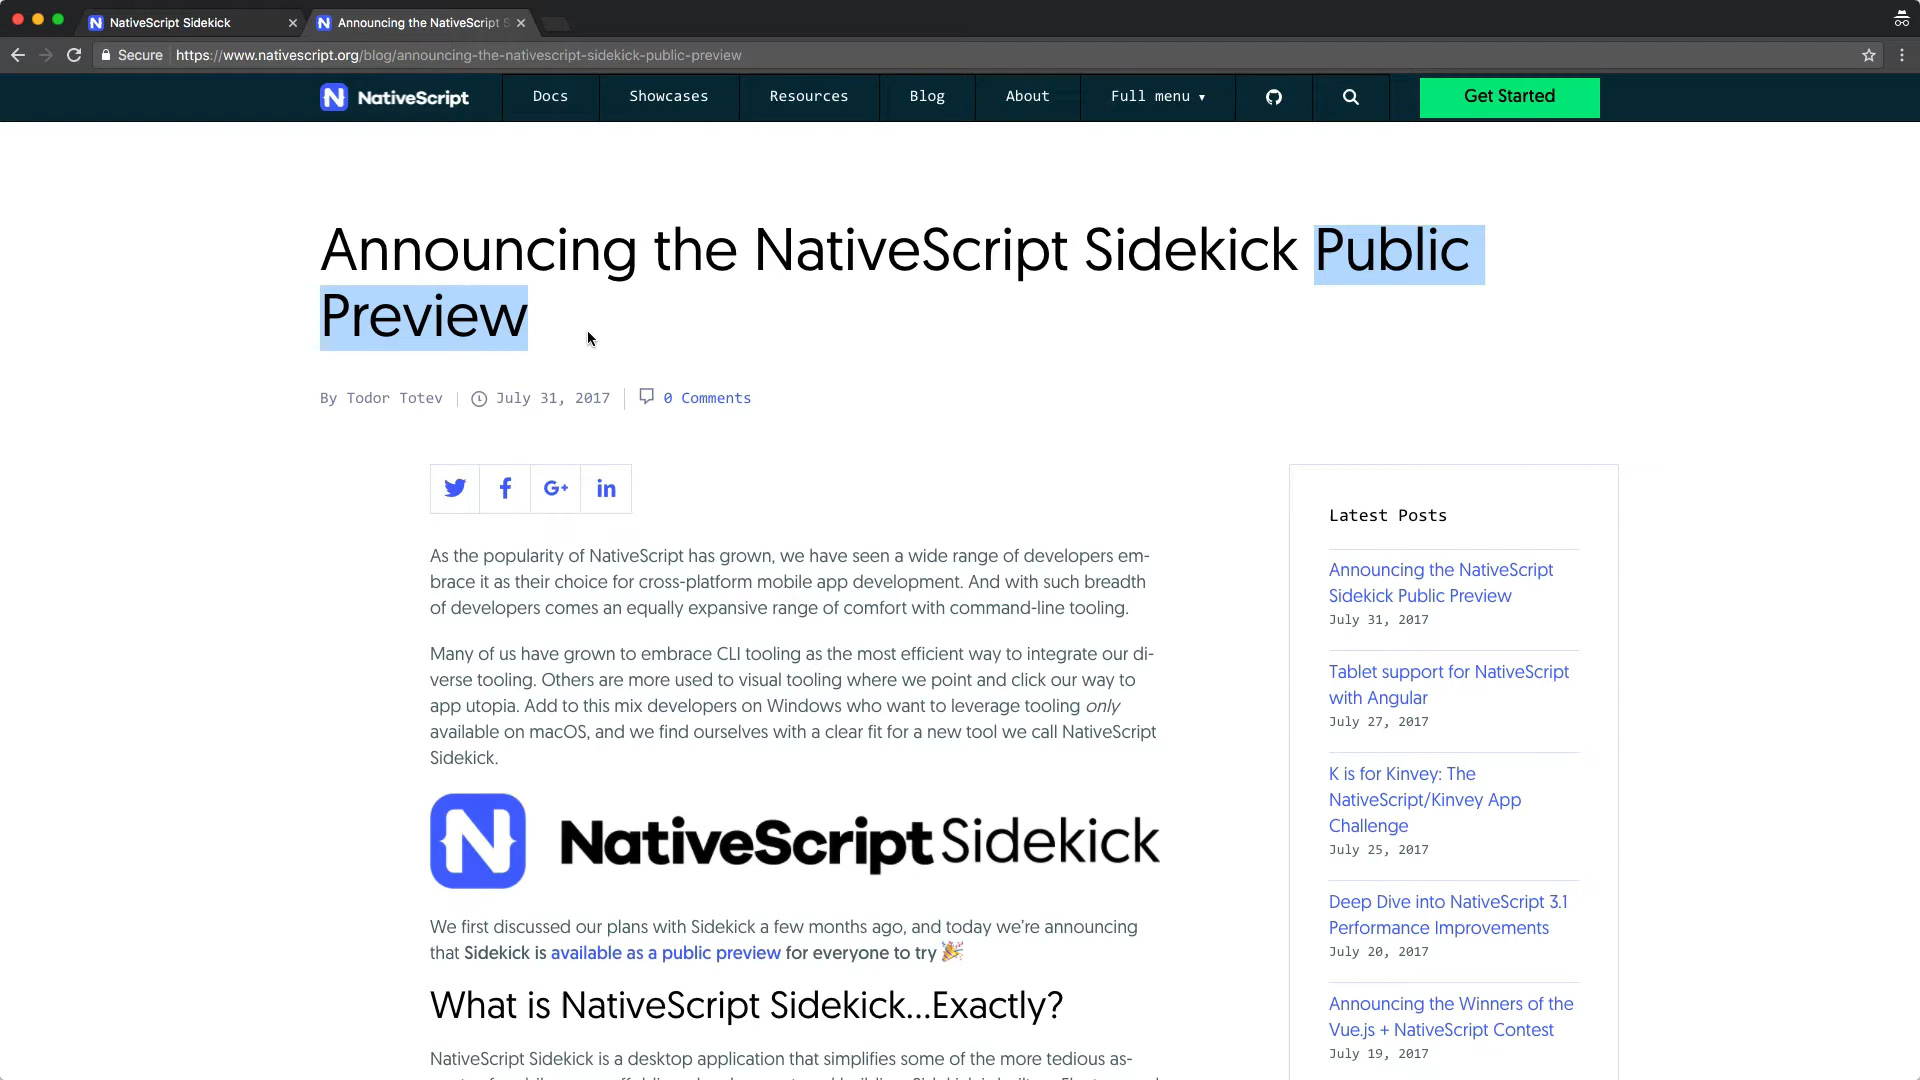 NativeScript Sidekick
Announcing the NativeScript S
Secure https://www.nativescript.org/blog/announcing-the-nativescript-sidekick-public-preview
NativeScript Docs Showcases Resources Blog About Full menu ▾ Get Started
Announcing the NativeScript Sidekick Public
Preview
By Todor Totev July 31, 2017 0 Comments
As the popularity of NativeScript has grown, we have seen a wide range of developers em-
brace it as their choice for cross-platform mobile app development. And with such breadth
of developers comes an equally expansive range of comfort with command-line tooling.
Many of us have grown to embrace CLI tooling as the most efficient way to integrate our di-
verse tooling. Others are more used to visual tooling where we point and click our way to
app utopia. Add to this mix developers on Windows who want to leverage tooling only
available on macOS, and we find ourselves with a clear fit for a new tool we call NativeScript
Sidekick.
NativeScript Sidekick
We first discussed our plans with Sidekick a few months ago, and today we're announcing
that Sidekick is available as a public preview for everyone to try 🎉
What is NativeScript Sidekick...Exactly?
NativeScript Sidekick is a desktop application that simplifies some of the more tedious as-
Latest Posts
Announcing the NativeScript
Sidekick Public Preview
July 31, 2017
Tablet support for NativeScript
with Angular
July 27, 2017
K is for Kinvey: The
NativeScript/Kinvey App
Challenge
July 25, 2017
Deep Dive into NativeScript 3.1
Performance Improvements
July 20, 2017
Announcing the Winners of the
Vue.js + NativeScript Contest
July 19, 2017